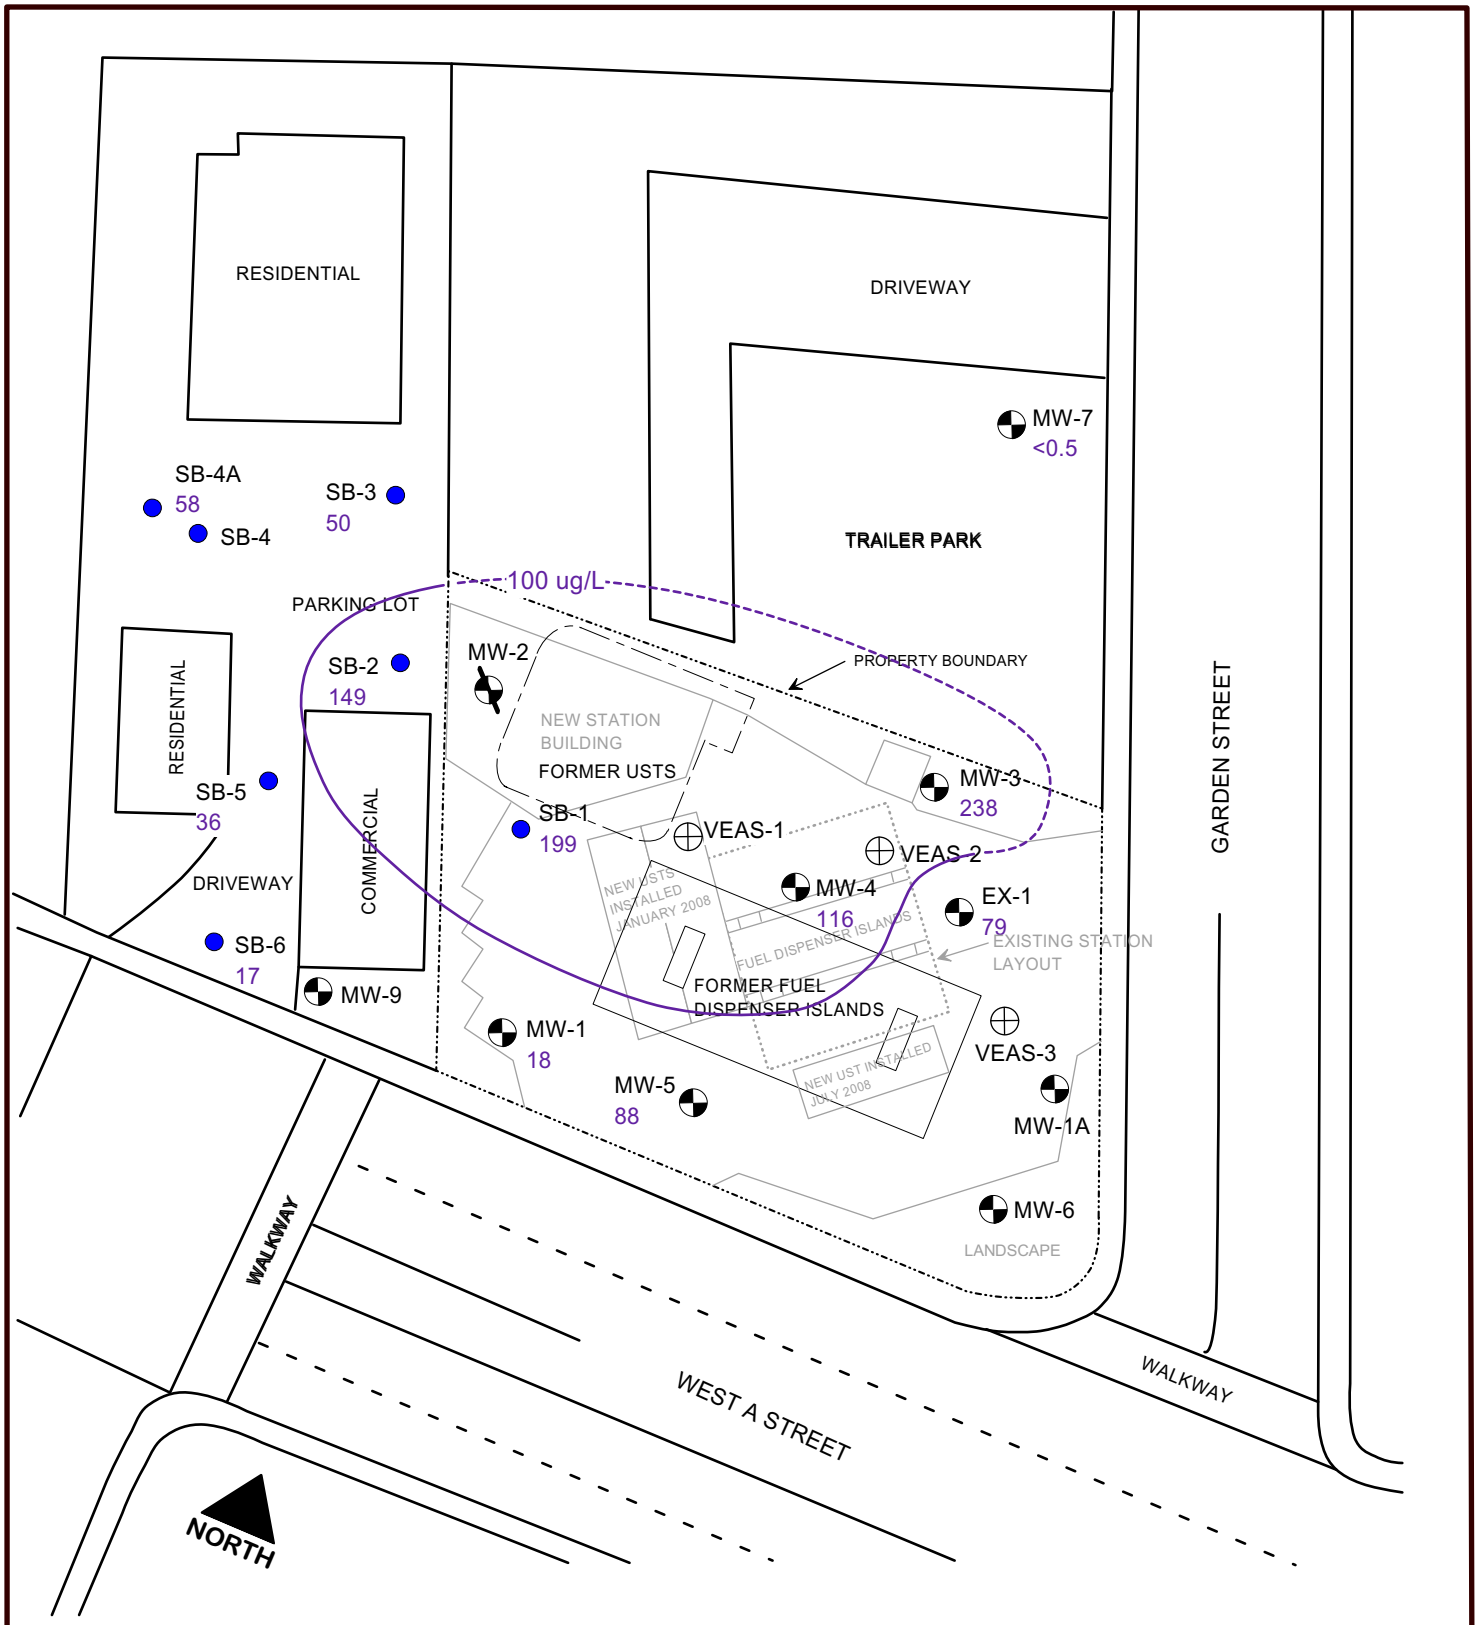 RESIDENTIAL
DRIVEWAY
MW-7
<0.5
SB-4A
58
SB-3
50
SB-4
TRAILER PARK
100 ug/L
PARKING LOT
MW-2
SB-2
149
PROPERTY BOUNDARY
RESIDENTIAL
NEW STATION
BUILDING
FORMER USTS
MW-3
238
GARDEN STREET
SB-5
36
SB-1
199
VEAS-1
VEAS-2
COMMERCIAL
DRIVEWAY
NEW USTS
INSTALLED
JANUARY 2008
MW-4
116
EX-1
79
FUEL DISPENSER ISLANDS
EXISTING STATION
LAYOUT
SB-6
17
MW-9
FORMER FUEL
DISPENSER ISLANDS
MW-1
18
VEAS-3
NEW UST INSTALLED
JULY 2008
MW-5
88
MW-1A
MW-6
LANDSCAPE
WALKWAY
WALKWAY
WEST A STREET
NORTH